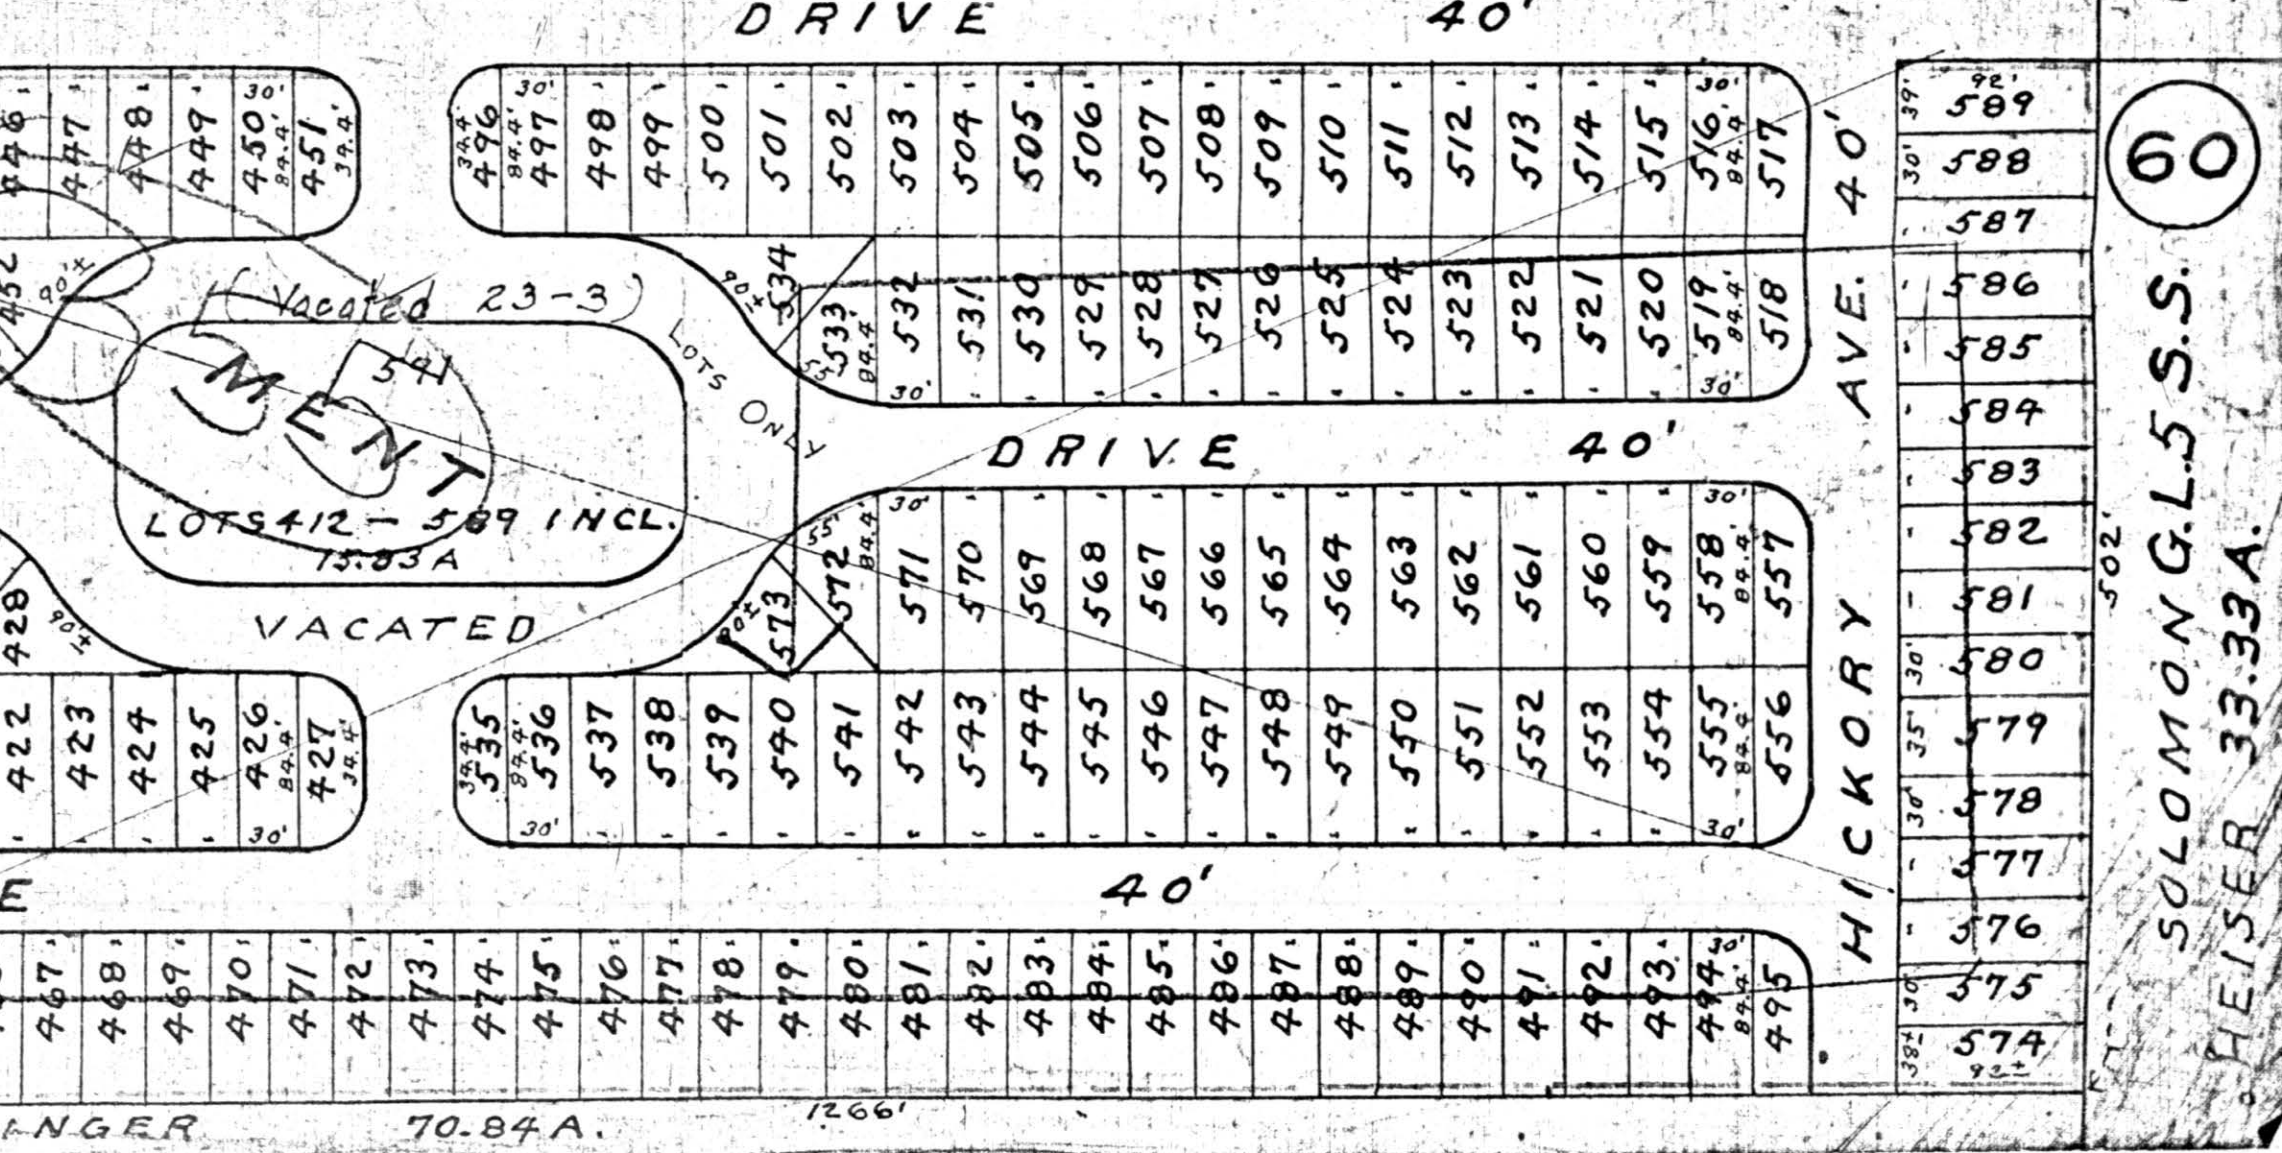 DRIVE 40'
446 447 448 449 450 451
30' 84.4' 34.4'
496 497 498 499 500 501 502 503 504 505 506 507 508 509 510 511 512 513 514 515 516 517
34.4' 84.4' 30' 30' 84.4'
452 90'±
(Vacated 23-3)
LOTS ONLY
90± 534 533 532 531 530 529 528 527 526 525 524 523 522 521 520 519 518
55' 84.4' 30' 84.4' 30'
591
MENT
LOTS 412 - 589 INCL.
15.83 A
VACATED
DRIVE 40'
428 90±
90± 573 572 571 570 569 568 567 566 565 564 563 562 561 560 559 558 557
55' 84.4' 30' 30' 84.4'
422 423 424 425 426 427
84.4' 34.4' 30'
535 536 537 538 539 540 541 542 543 544 545 546 547 548 549 550 551 552 553 554 555 556
34.4' 84.4' 30' 84.4' 30'
E 40'
467 468 469 470 471 472 473 474 475 476 477 478 479 480 481 482 483 484 485 486 487 488 489 490 491 492 493 494 495
30' 84.4'
INGER 70.84 A. 1266'
HICKORY AVE. 40'
39' 92' 589
30' 588
587
586
585
584
583
582
581
30' 580
35' 579
30' 578
577
576
30' 575
38± 574
92±
60
502'
SOLOMON G.L.5 S.S.
HEISER 33.33 A.